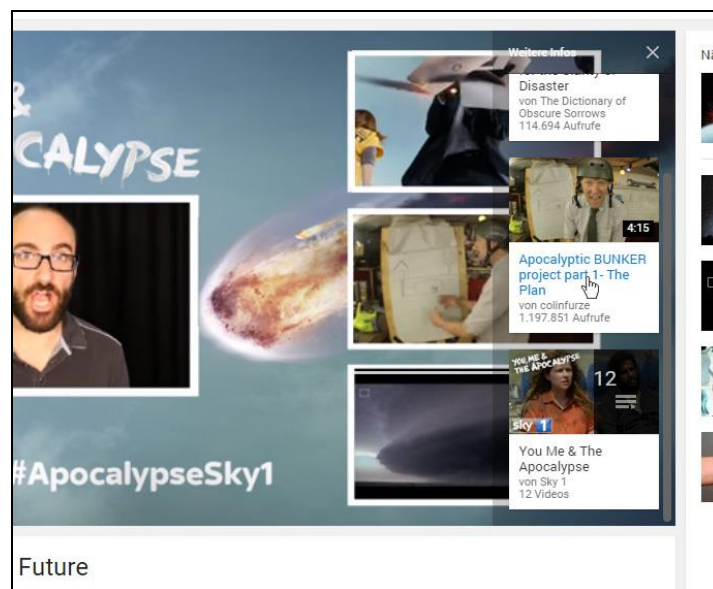 Weitere Infos
Disaster
von The Dictionary of
Obscure Sorrows
114.694 Aufrufe
&
CALYPSE
4:15
Apocalyptic BUNKER
project part 1- The
Plan
von colinfurze
1.197.851 Aufrufe
YOU, ME &
THE APOCALYPSE
12
sky 1
You Me & The
Apocalypse
von Sky 1
12 Videos
#ApocalypseSky1
Future